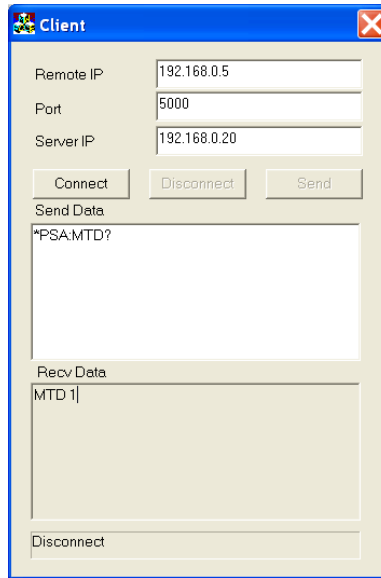 Client
Remote IP 192.168.0.5
Port 5000
Server IP 192.168.0.20
Connect Disconnect Send
Send Data
*PSA:MTD?
Recv Data
MTD 1
Disconnect